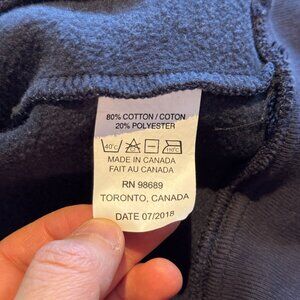 80% COTTON / COTON
20% POLYESTER
40°C 110°C
MADE IN CANADA
FAIT AU CANADA
RN 98689
TORONTO, CANADA
DATE 07/2018